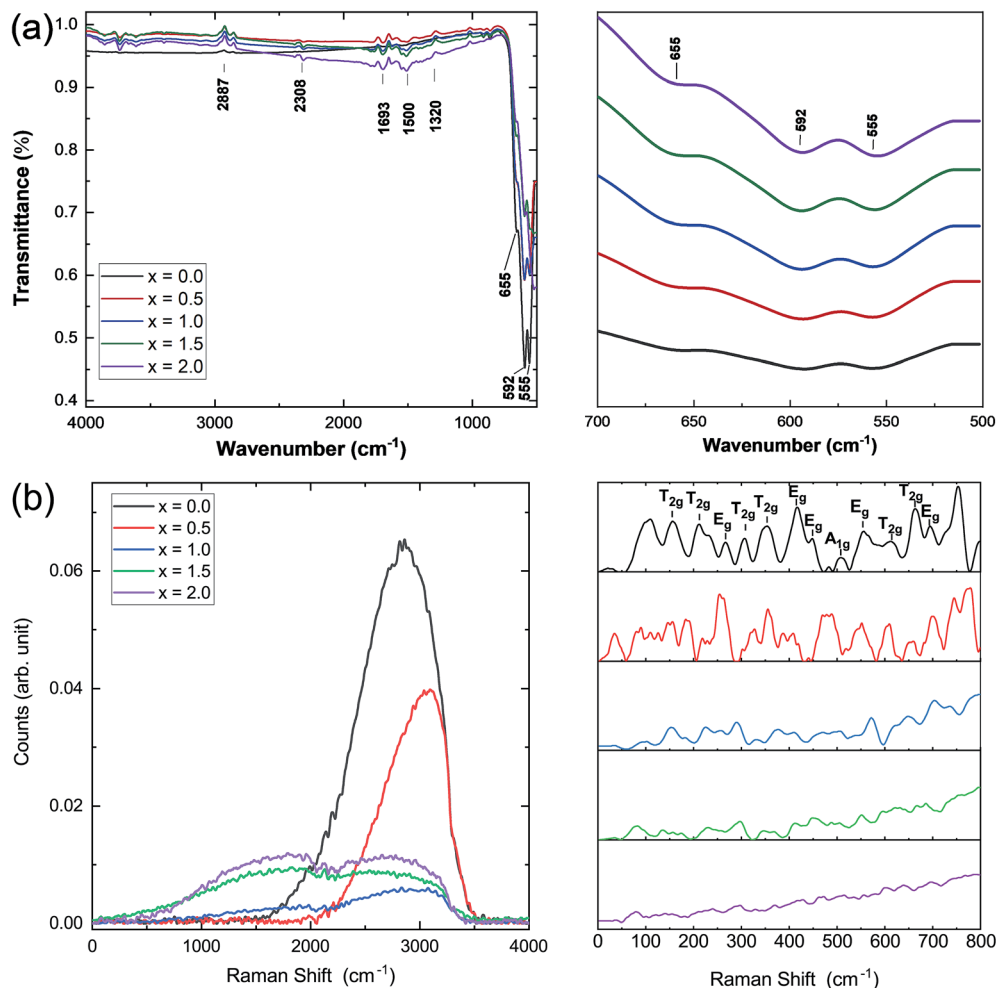 (a)
Transmittance (%)
1.0
0.9
0.8
0.7
0.6
0.5
0.4
2887
2308
1693
1500
1320
655
592
555
x = 0.0
x = 0.5
x = 1.0
x = 1.5
x = 2.0
4000 3000 2000 1000
Wavenumber (cm-1)
655
592
555
700 650 600 550 500
Wavenumber (cm-1)
(b)
Counts (arb. unit)
0.06
0.04
0.02
0.00
x = 0.0
x = 0.5
x = 1.0
x = 1.5
x = 2.0
0 1000 2000 3000 4000
Raman Shift (cm-1)
T2g T2g Eg T2g T2g Eg Eg A1g Eg T2g T2g Eg
0 100 200 300 400 500 600 700 800
Raman Shift (cm-1)